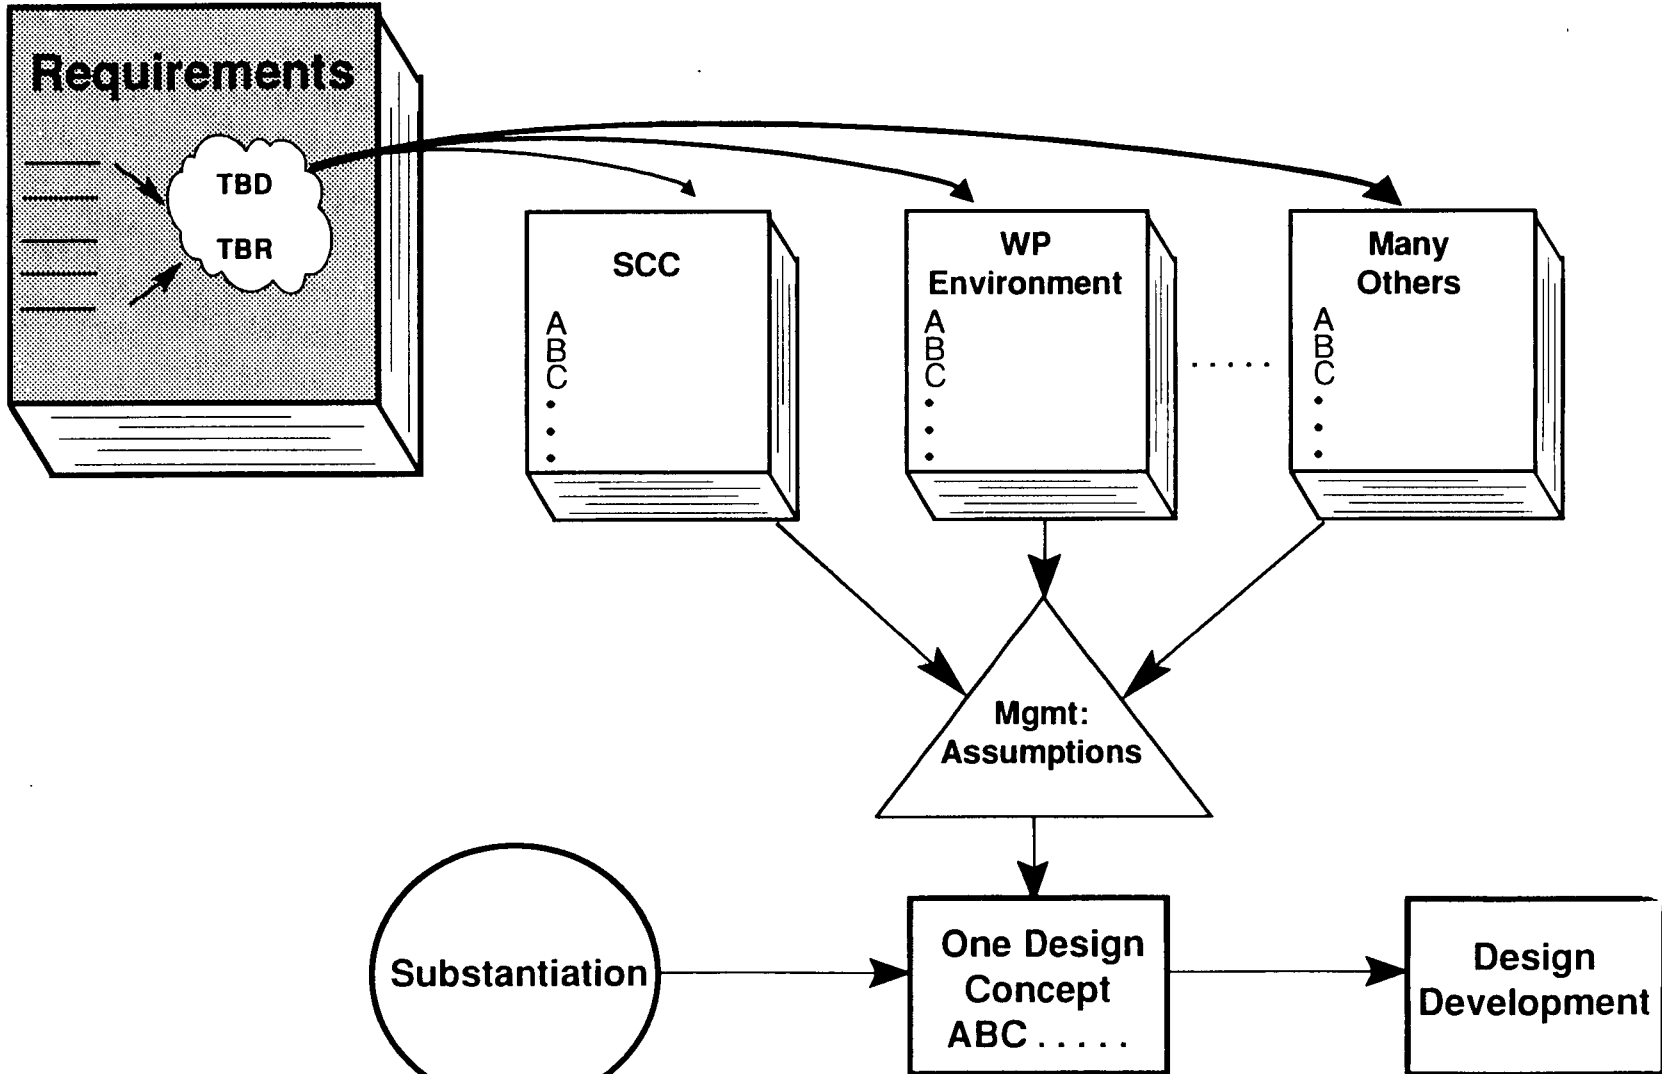 Requirements
TBD
TBR
SCC
A
B
C
WP
Environment
A
B
C
Many
Others
A
B
C
Mgmt:
Assumptions
Substantiation
One Design
Concept
ABC . . . . .
Design
Development